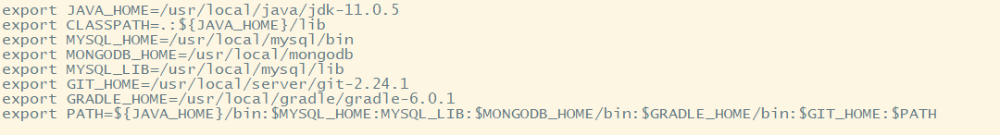 export JAVA_HOME=/usr/local/java/jdk-11.0.5
export CLASSPATH=.:${JAVA_HOME}/lib
export MYSQL_HOME=/usr/local/mysql/bin
export MONGODB_HOME=/usr/local/mongodb
export MYSQL_LIB=/usr/local/mysql/lib
export GIT_HOME=/usr/local/server/git-2.24.1
export GRADLE_HOME=/usr/local/gradle/gradle-6.0.1
export PATH=${JAVA_HOME}/bin:$MYSQL_HOME:MYSQL_LIB:$MONGODB_HOME/bin:$GRADLE_HOME/bin:$GIT_HOME:$PATH